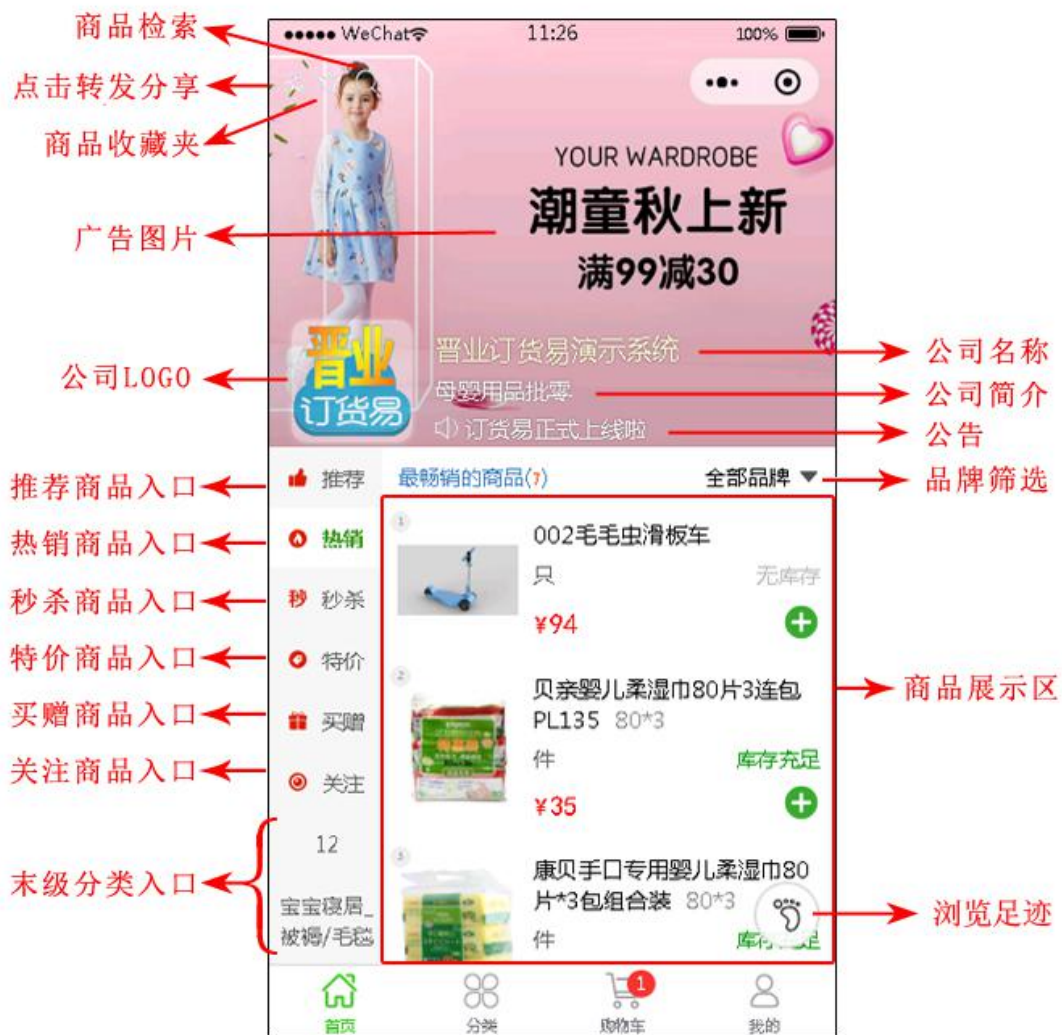 商品检索
点击转发分享
商品收藏夹
广告图片
公司LOGO
推荐商品入口
热销商品入口
秒杀商品入口
特价商品入口
买赠商品入口
关注商品入口
末级分类入口
WeChat
11:26
100%
YOUR WARDROBE
潮童秋上新
满99减30
晋业
订货易
晋业订货易演示系统
母婴用品批零
订货易正式上线啦
推荐
热销
秒 秒杀
特价
买赠
关注
12
宝宝寝居_
被褥/毛毯
最畅销的商品(7)
全部品牌
1
002毛毛虫滑板车
只
无库存
¥94
2
贝亲婴儿柔湿巾80片3连包
PL135 80*3
件
库存充足
¥35
3
康贝手口专用婴儿柔湿巾80
片*3包组合装 80*3
件
库存充足
首页
分类
1
购物车
我的
公司名称
公司简介
公告
品牌筛选
商品展示区
浏览足迹